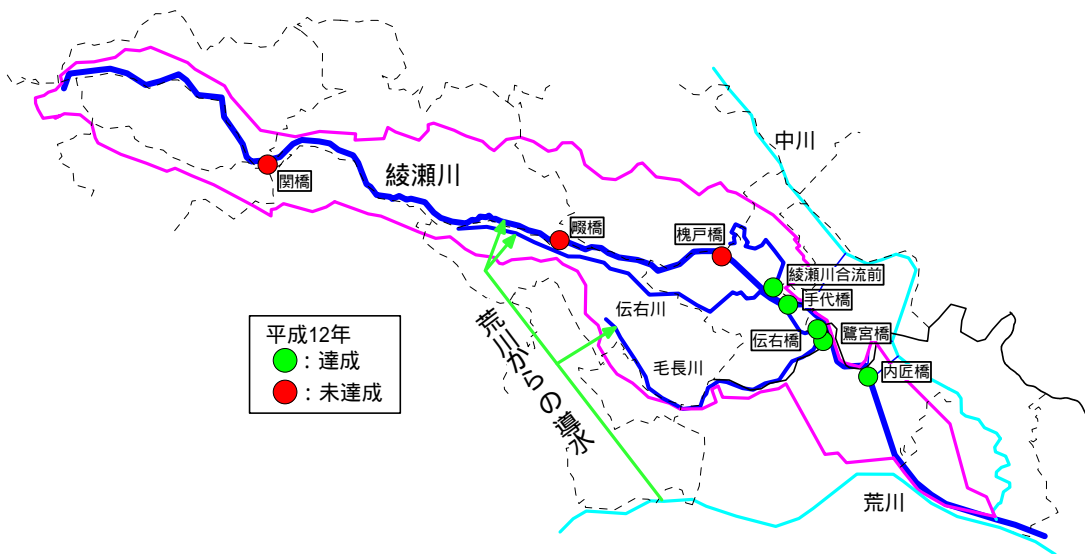 中川
綾瀬川
関橋
畷橋
槐戸橋
綾瀬川合流前
手代橋
伝右川
伝右橋
鷺宮橋
毛長川
内匠橋
荒川からの導水
荒川
平成12年
：達成
：未達成